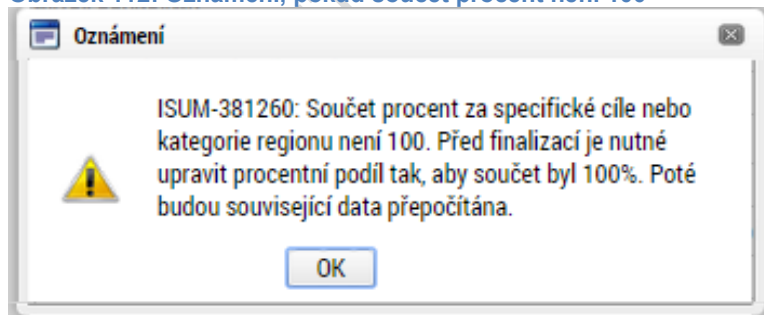 Obrázek 112: Oznámení, pokud součet procent není 100
Oznámení
ISUM-381260: Součet procent za specifické cíle nebo
kategorie regionu není 100. Před finalizací je nutné
upravit procentní podíl tak, aby součet byl 100%. Poté
budou související data přepočítána.
OK